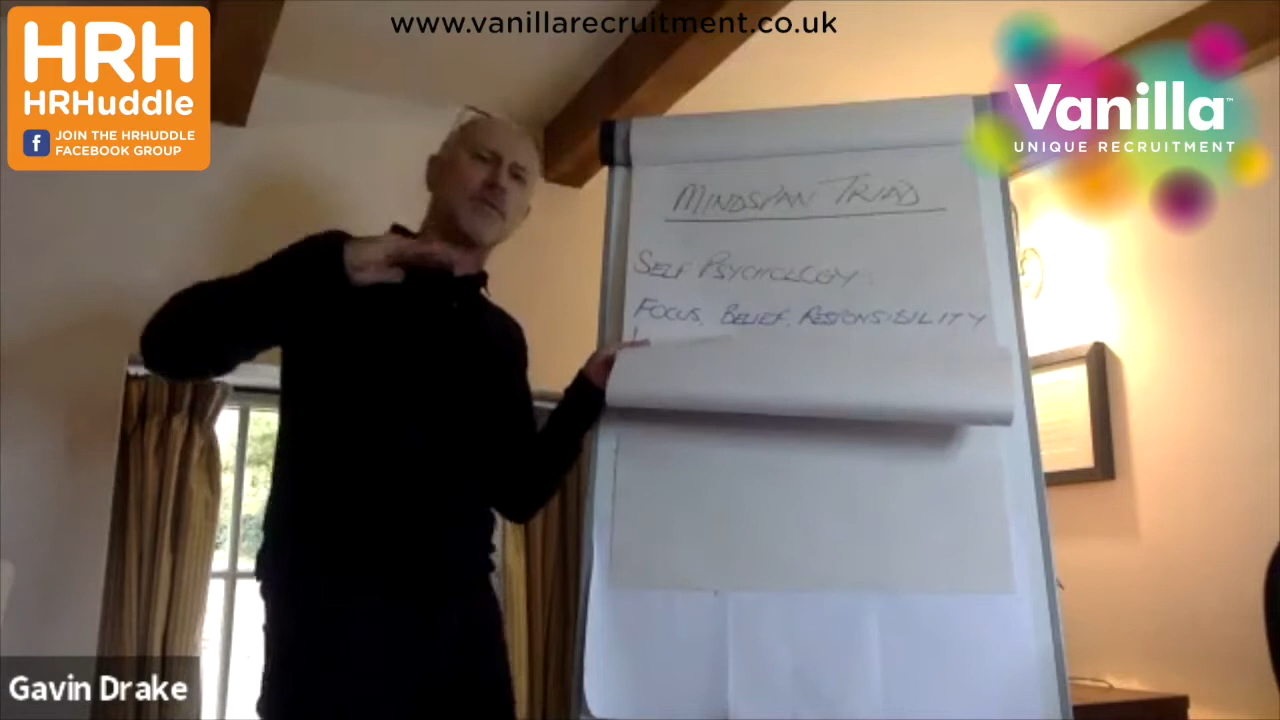 www.vanillarecruitment.co.uk
HRH
HRHuddle
f JOIN THE HRHUDDLE
FACEBOOK GROUP
Vanilla™
UNIQUE RECRUITMENT
MINDSPAN TRIAD
SELF PSYCHOLOGY
FOCUS, BELIEF, RESPONSIBILITY
Gavin Drake